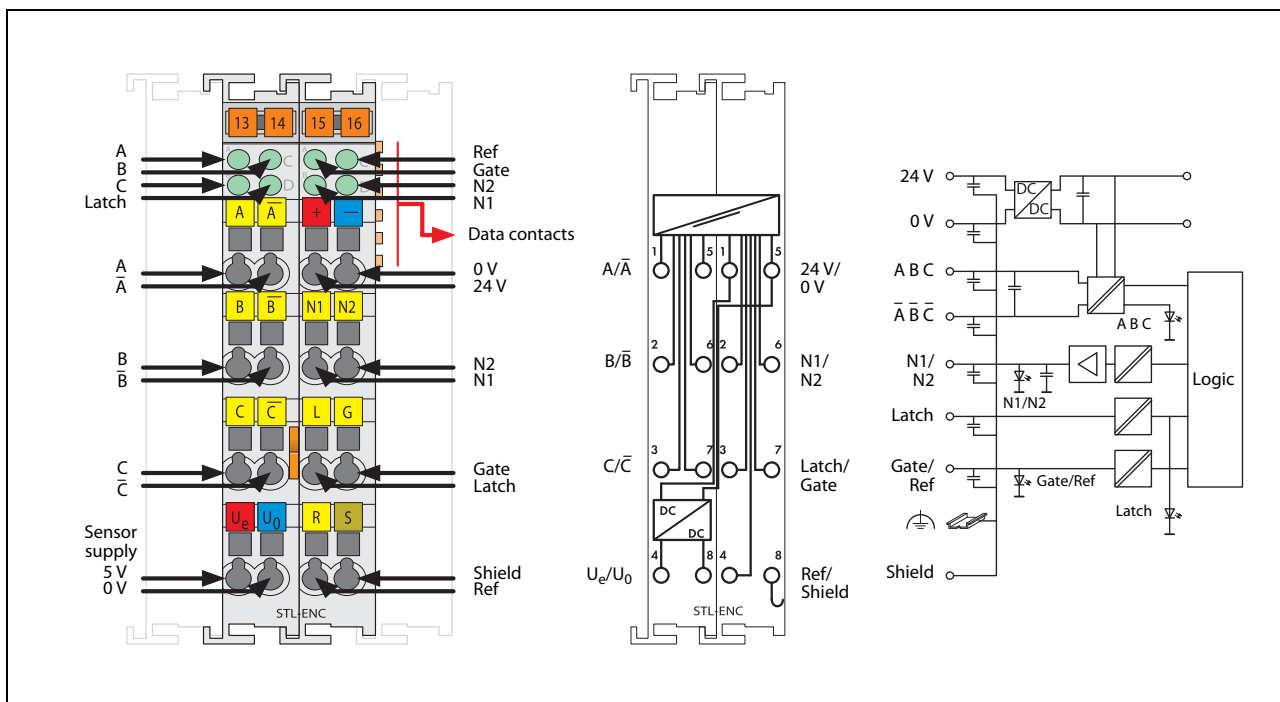 13 14 15 16
A C A C
B D B D
A
B
C
Latch
Ref
Gate
N2
N1
Data contacts
A A̅ + −
A
A̅
0 V
24 V
B B̅ N1 N2
B
B̅
N2
N1
C C̅ L G
C
C̅
Gate
Latch
Ue U0 R S
Sensor
supply
5 V
0 V
Shield
Ref
STL-ENC
1 5 1 5
A/A̅
24 V/
0 V
2 6 2 6
B/B̅
N1/
N2
3 7 3 7
C/C̅
Latch/
Gate
DC
DC
4 8 4 8
Ue/U0
Ref/
Shield
STL-ENC
24 V
DC
DC
0 V
A B C
A̅ B̅ C̅
A B C
N1/
N2
N1/N2
Logic
Latch
Gate/
Ref
Gate/Ref
Latch
Shield